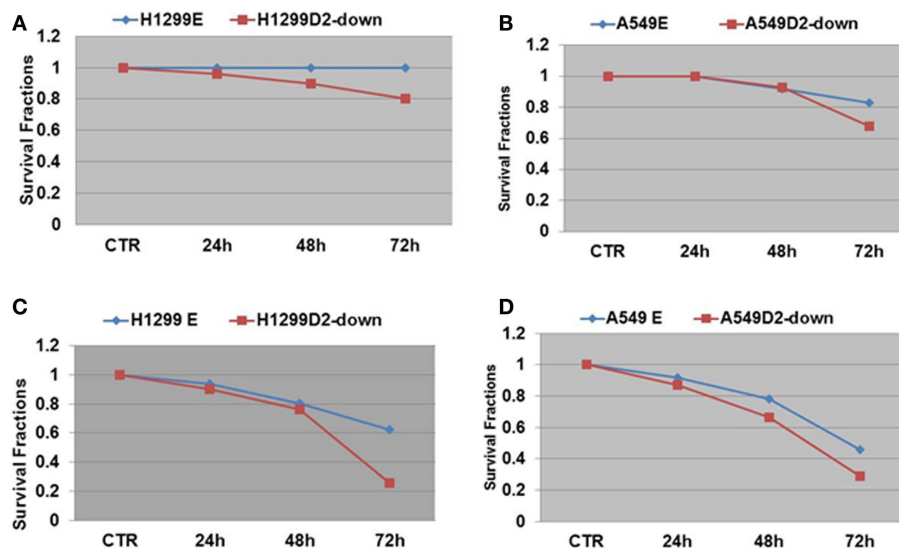 A
H1299E H1299D2-down
Survival Fractions
1.2
1
0.8
0.6
0.4
0.2
0
CTR 24h 48h 72h
B
A549E A549D2-down
Survival Fractions
1.2
1
0.8
0.6
0.4
0.2
0
CTR 24h 48h 72h
C
H1299 E H1299D2-down
Survival Fractions
1.2
1
0.8
0.6
0.4
0.2
0
CTR 24h 48h 72h
D
A549 E A549D2-down
Survival Fractions
1.2
1
0.8
0.6
0.4
0.2
0
CTR 24h 48h 72h